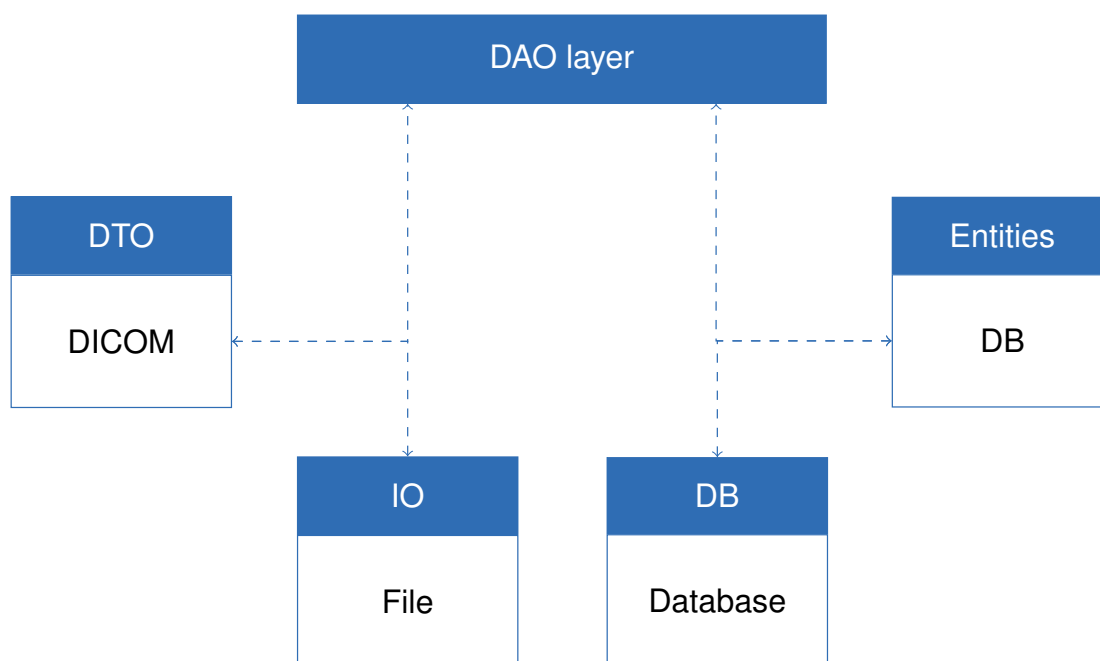 DAO layer
DTO
DICOM
Entities
DB
IO
File
DB
Database